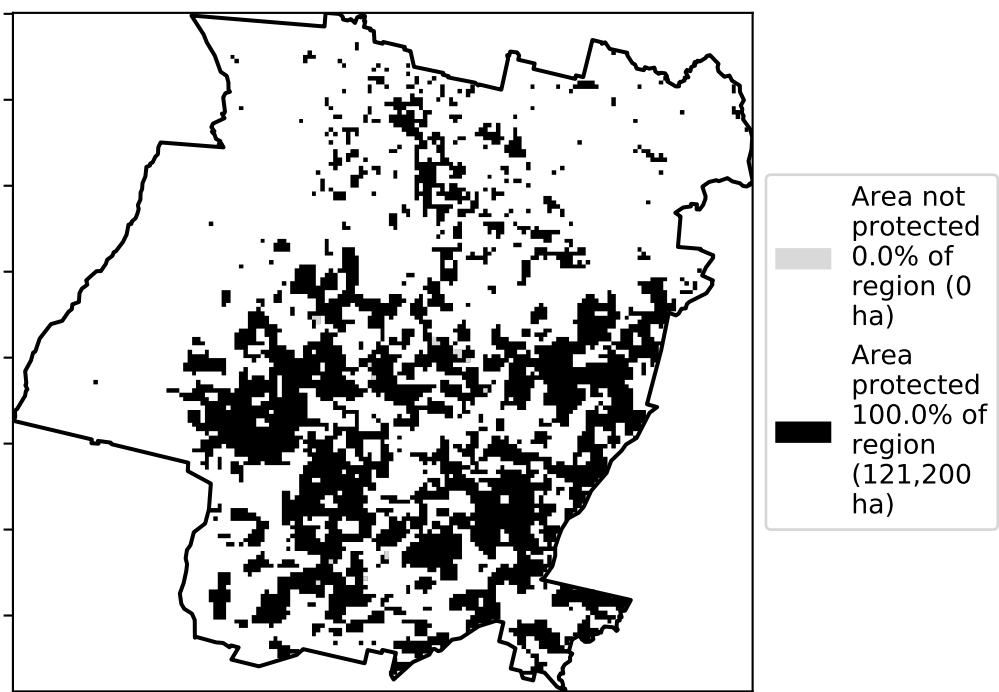 Area not
protected
0.0% of
region (0
ha)
Area
protected
100.0% of
region
(121,200
ha)